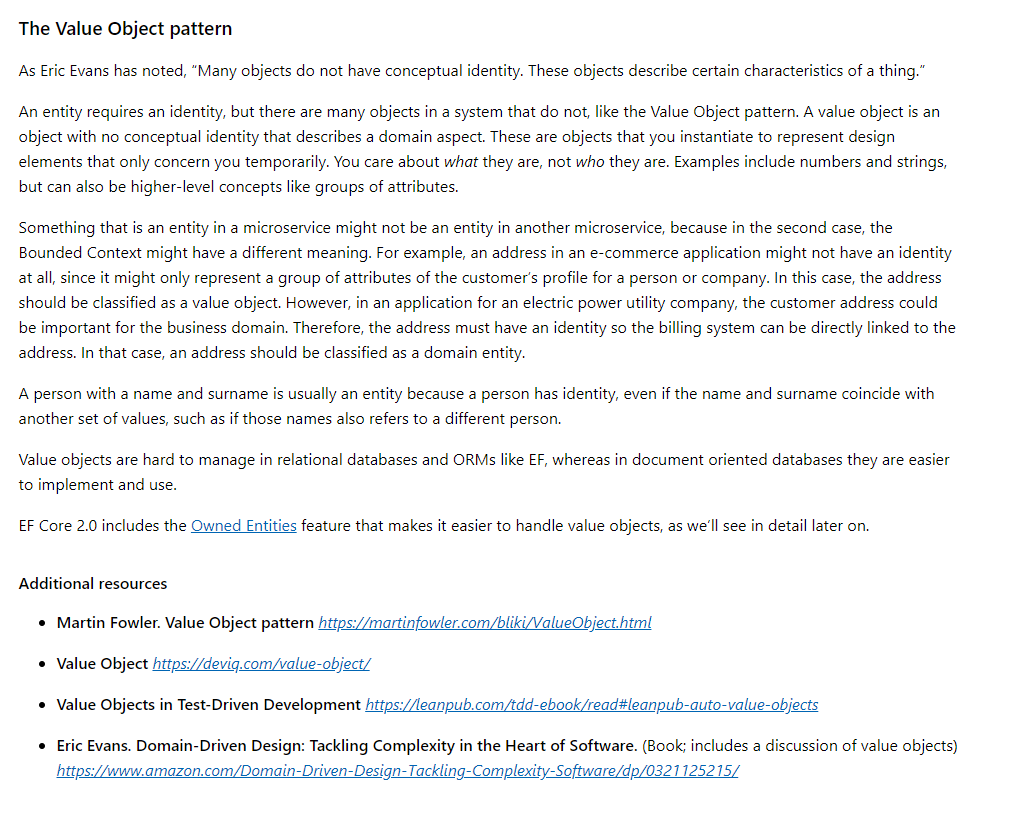 The Value Object pattern
As Eric Evans has noted, “Many objects do not have conceptual identity. These objects describe certain characteristics of a thing.”
An entity requires an identity, but there are many objects in a system that do not, like the Value Object pattern. A value object is an
object with no conceptual identity that describes a domain aspect. These are objects that you instantiate to represent design
elements that only concern you temporarily. You care about what they are, not who they are. Examples include numbers and strings,
but can also be higher-level concepts like groups of attributes.
Something that is an entity in a microservice might not be an entity in another microservice, because in the second case, the
Bounded Context might have a different meaning. For example, an address in an e-commerce application might not have an identity
at all, since it might only represent a group of attributes of the customer’s profile for a person or company. In this case, the address
should be classified as a value object. However, in an application for an electric power utility company, the customer address could
be important for the business domain. Therefore, the address must have an identity so the billing system can be directly linked to the
address. In that case, an address should be classified as a domain entity.
A person with a name and surname is usually an entity because a person has identity, even if the name and surname coincide with
another set of values, such as if those names also refers to a different person.
Value objects are hard to manage in relational databases and ORMs like EF, whereas in document oriented databases they are easier
to implement and use.
EF Core 2.0 includes the Owned Entities feature that makes it easier to handle value objects, as we’ll see in detail later on.
Additional resources
• Martin Fowler. Value Object pattern https://martinfowler.com/bliki/ValueObject.html
• Value Object https://deviq.com/value-object/
• Value Objects in Test-Driven Development https://leanpub.com/tdd-ebook/read#leanpub-auto-value-objects
• Eric Evans. Domain-Driven Design: Tackling Complexity in the Heart of Software. (Book; includes a discussion of value objects)
https://www.amazon.com/Domain-Driven-Design-Tackling-Complexity-Software/dp/0321125215/